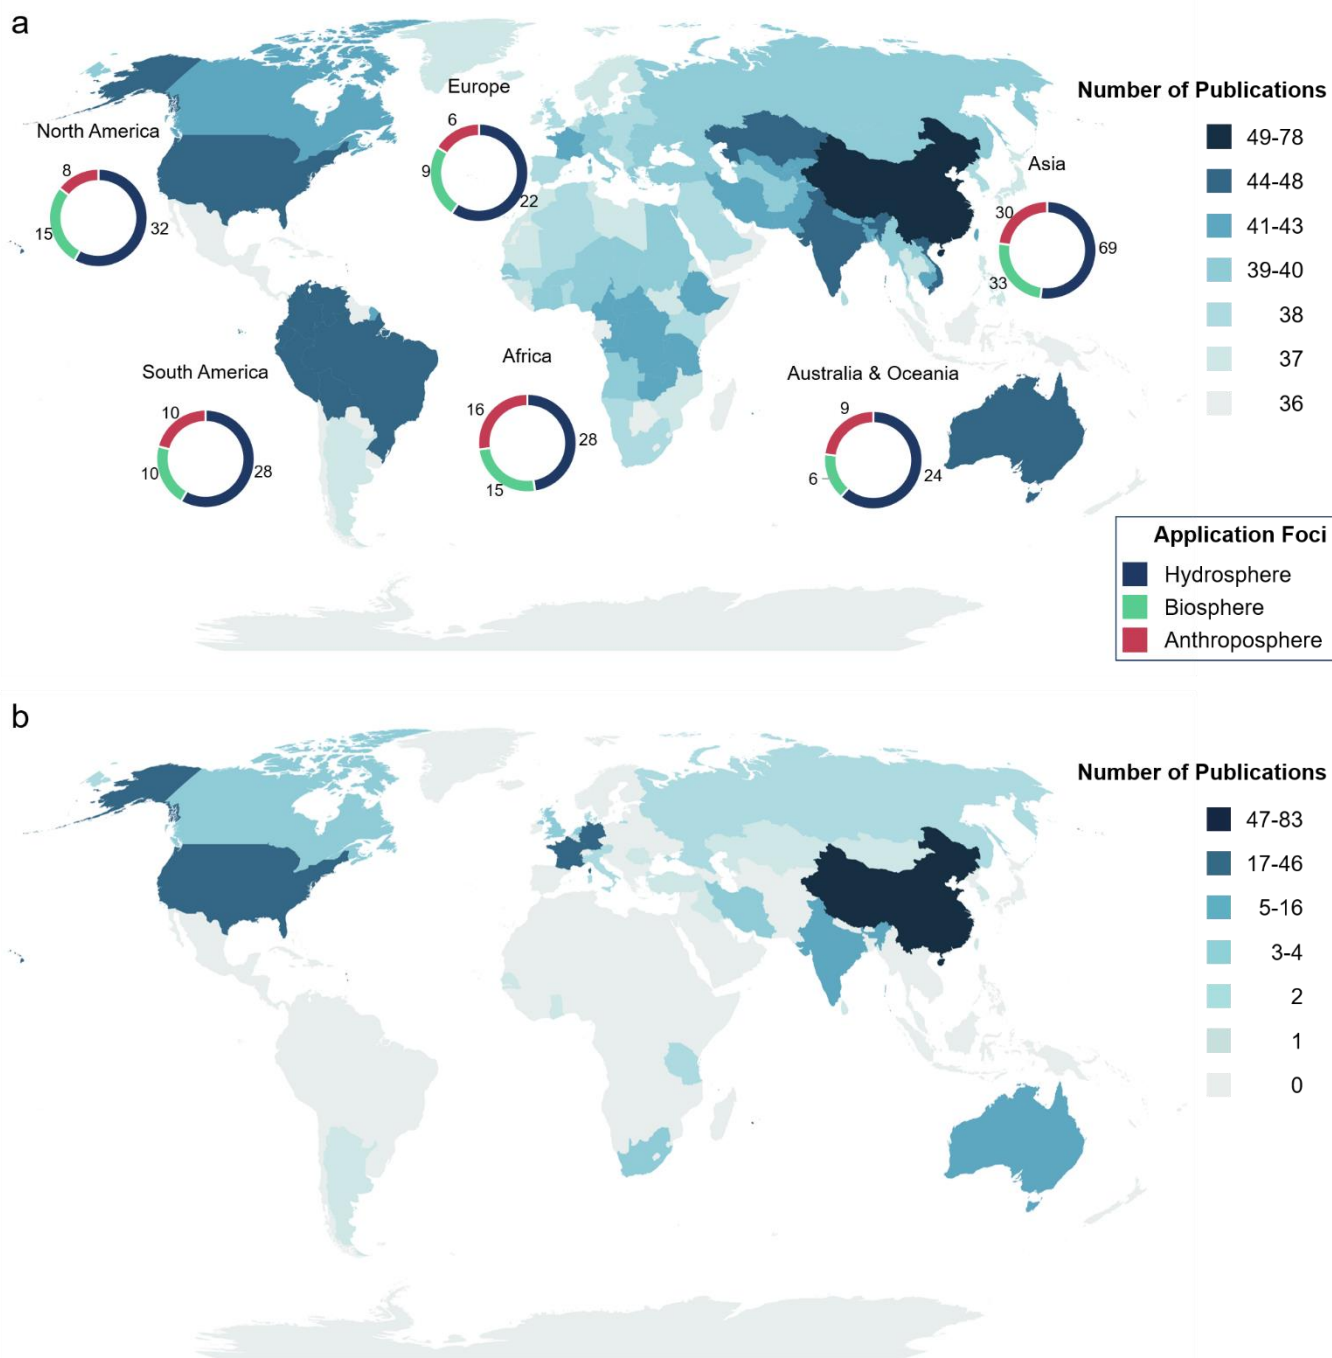 a
Number of Publications
49-78
44-48
41-43
39-40
38
37
36
North America
8
15
32
Europe
6
9
22
Asia
30
69
33
South America
10
10
28
Africa
16
28
15
Australia & Oceania
9
6
24
Application Foci
Hydrosphere
Biosphere
Anthroposphere
b
Number of Publications
47-83
17-46
5-16
3-4
2
1
0